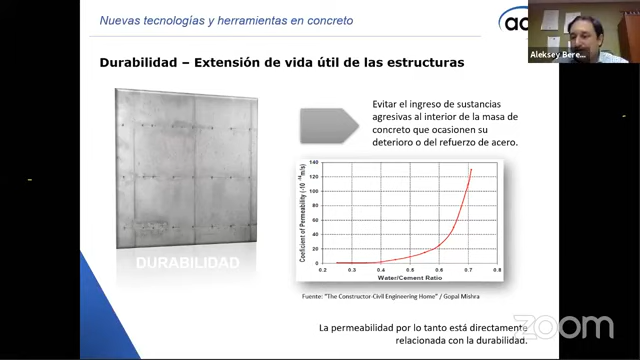 Nuevas tecnologías y herramientas en concreto
Aleksey Bere...
Durabilidad – Extensión de vida útil de las estructuras
Evitar el ingreso de sustancias
agresivas al interior de la masa de
concreto que ocasionen su
deterioro o del refuerzo de acero.
DURABILIDAD
Coeficient of Permeability (·10⁻¹⁴m/s)
140
120
100
80
60
40
20
0
0.2 0.3 0.4 0.5 0.6 0.7 0.8
Water/Cement Ratio
Fuente: "The Constructor-Civil Engineering Home" / Gopal Mishra
La permeabilidad por lo tanto está directamente
relacionada con la durabilidad.
zoom